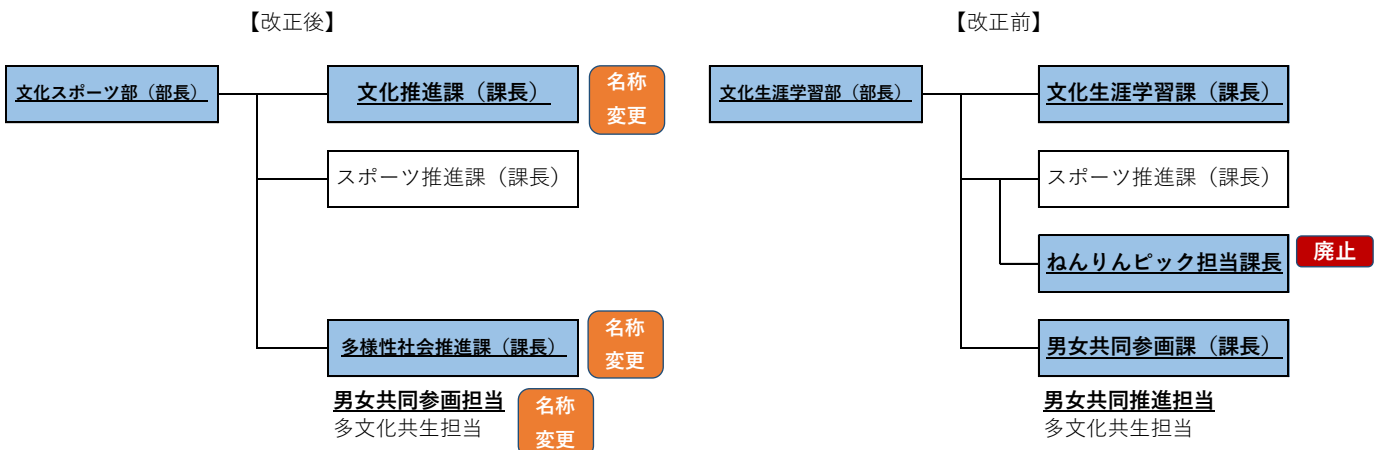 【改正後】
文化スポーツ部（部長）
文化推進課（課長）
名称
変更
スポーツ推進課（課長）
多様性社会推進課（課長）
名称
変更
男女共同参画担当
多文化共生担当
名称
変更
【改正前】
文化生涯学習部（部長）
文化生涯学習課（課長）
スポーツ推進課（課長）
ねんりんピック担当課長
廃止
男女共同参画課（課長）
男女共同推進担当
多文化共生担当